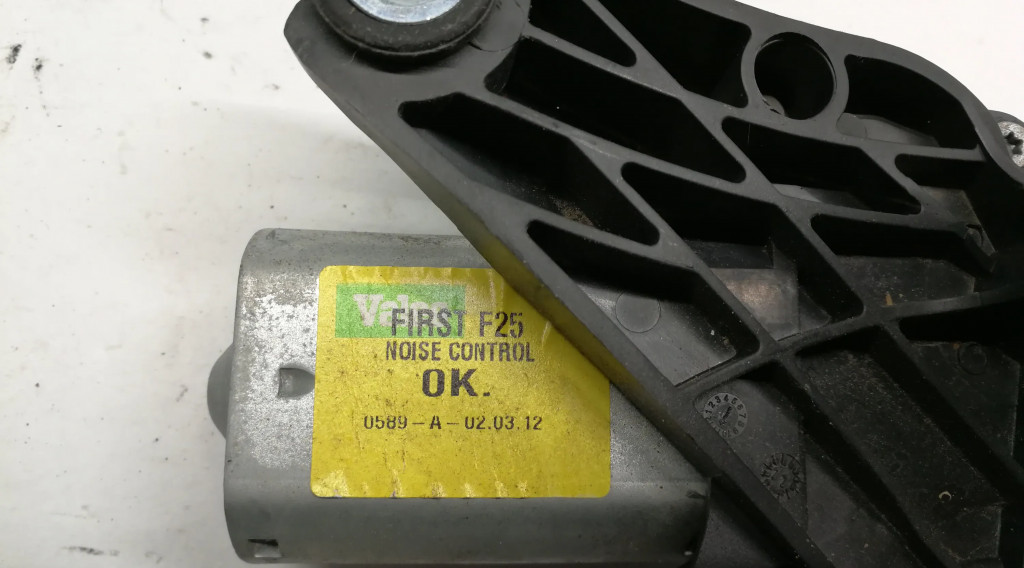 Valeo
FIRST F25
NOISE CONTROL
OK.
0589-A-02.03.12